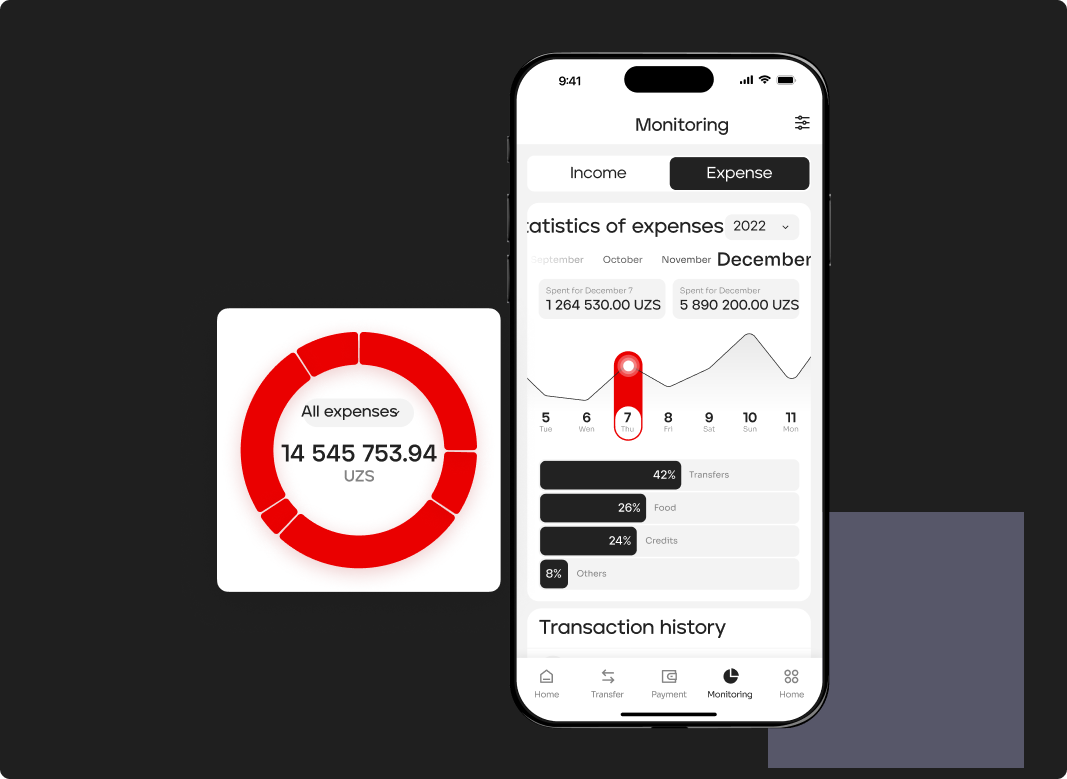 9:41
Monitoring
Income
Expense
tatistics of expenses
2022
September
October
November
December
Spent for December 7
1 264 530.00 UZS
Spent for December
5 890 200.00 UZS
5 6 7 8 9 10 11
Tue Wen Thu Fri Sat Sun Mon
42% Transfers
26% Food
24% Credits
8% Others
Transaction history
Home
Transfer
Payment
Monitoring
Home
All expenses
14 545 753.94
UZS